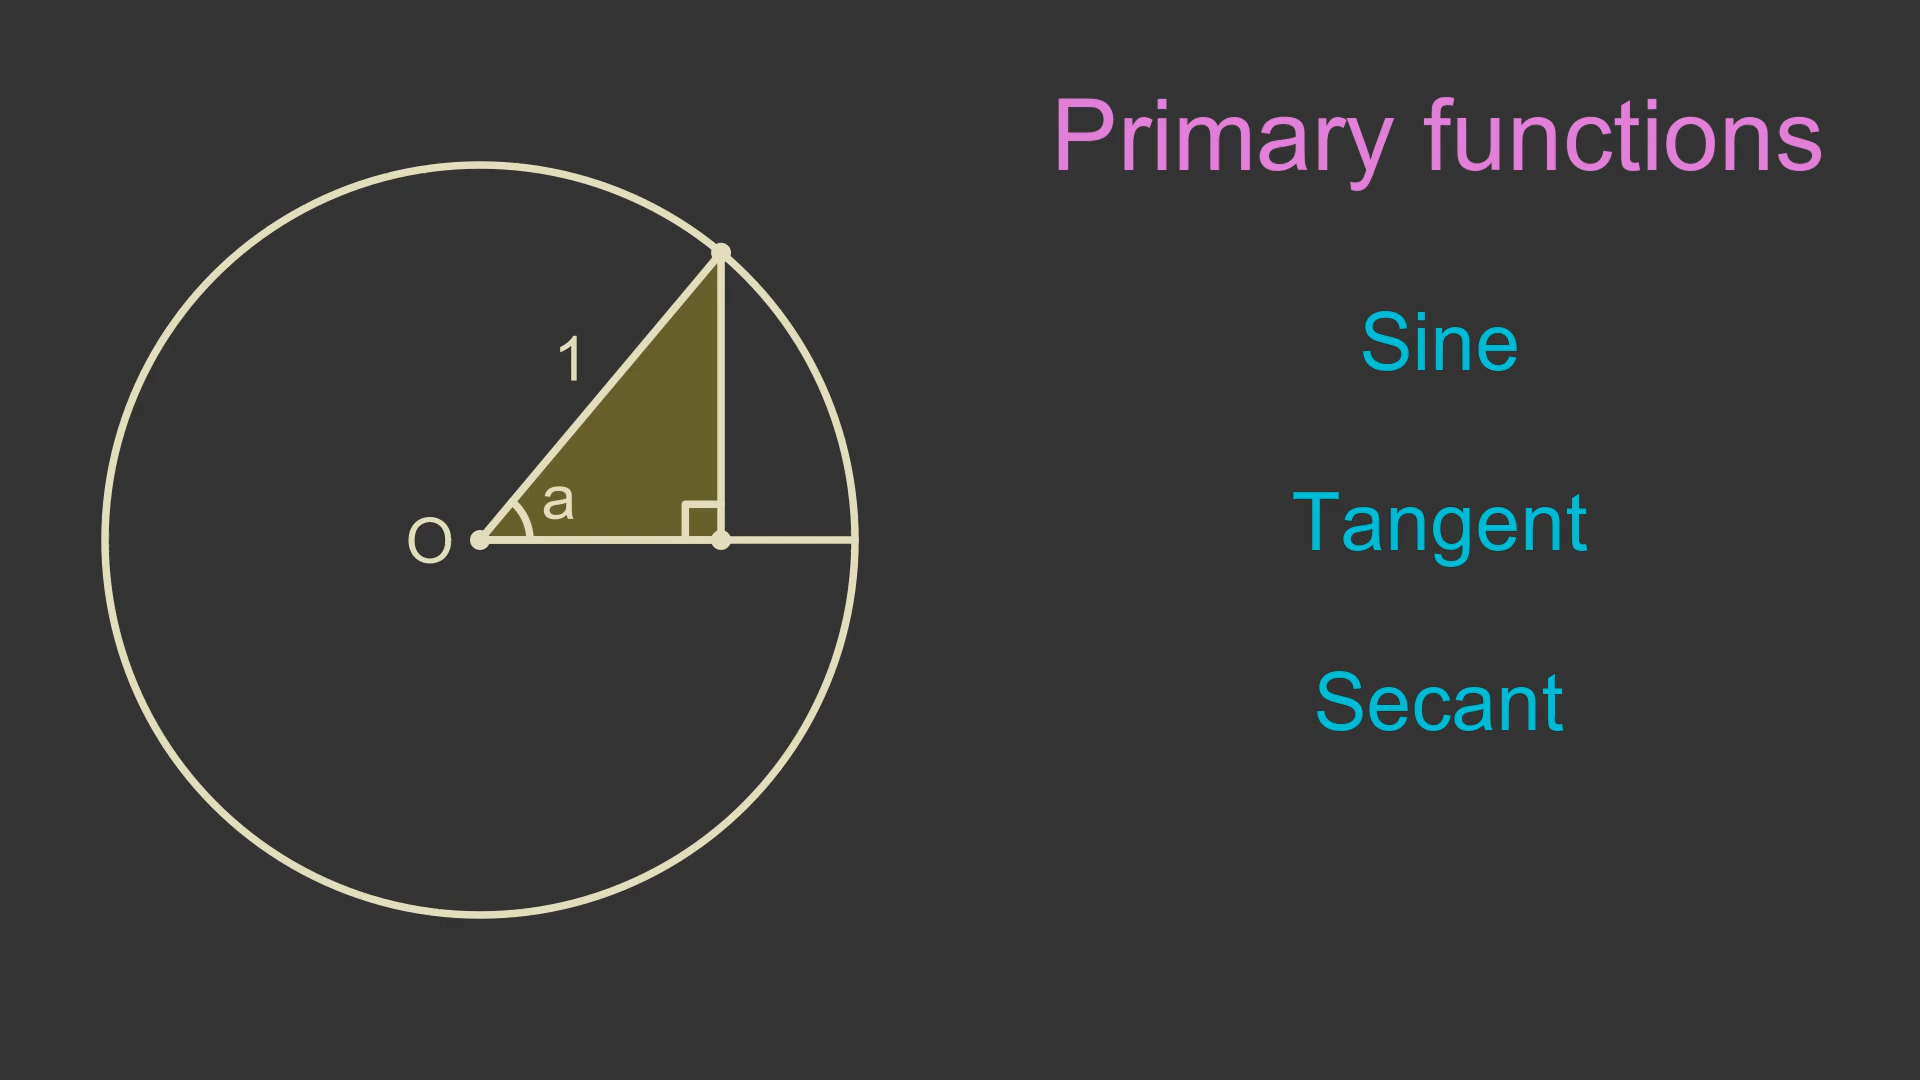 Primary functions
1
Sine
a
O
Tangent
Secant